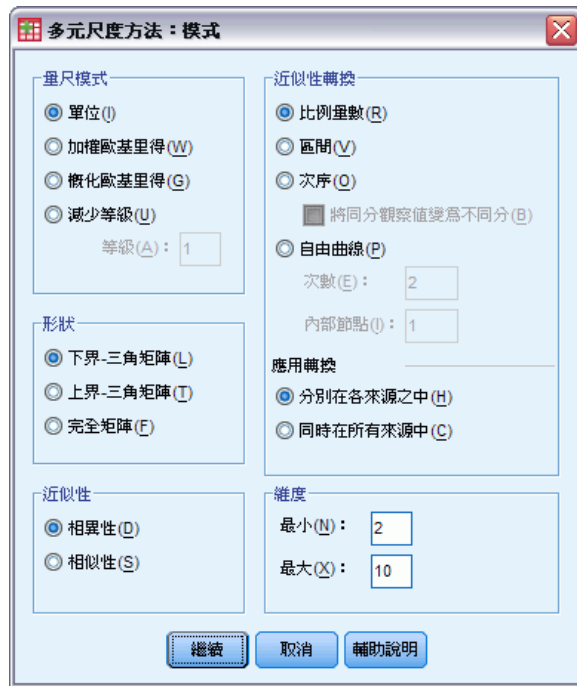 多元尺度方法：模式
量尺模式
單位(I)
加權歐基里得(W)
概化歐基里得(G)
減少等級(U)
等級(A)： 1
形狀
下界-三角矩陣(L)
上界-三角矩陣(T)
完全矩陣(F)
近似性
相異性(D)
相似性(S)
近似性轉換
比例量數(R)
區間(V)
次序(O)
將同分觀察值變為不同分(B)
自由曲線(P)
次數(E)： 2
內部節點(I)： 1
應用轉換
分別在各來源之中(H)
同時在所有來源中(C)
維度
最小(N)： 2
最大(X)： 10
繼續 取消 輔助說明